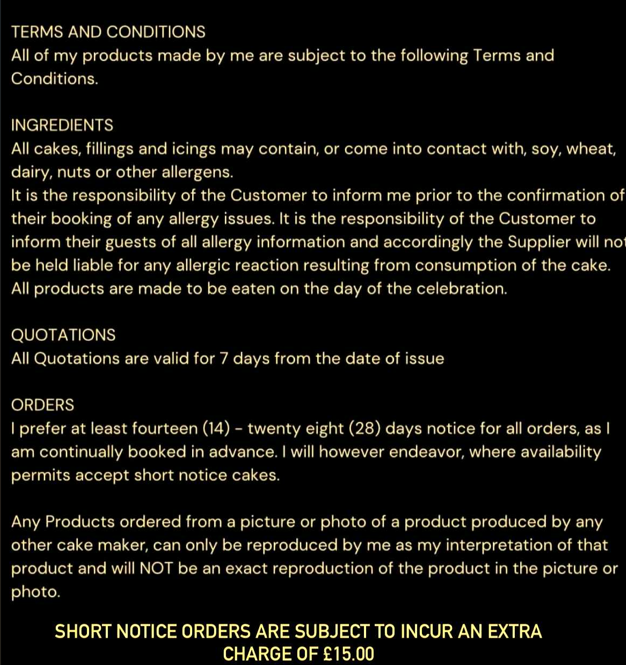 TERMS AND CONDITIONS
All of my products made by me are subject to the following Terms and
Conditions.
INGREDIENTS
All cakes, fillings and icings may contain, or come into contact with, soy, wheat,
dairy, nuts or other allergens.
It is the responsibility of the Customer to inform me prior to the confirmation of
their booking of any allergy issues. It is the responsibility of the Customer to
inform their guests of all allergy information and accordingly the Supplier will not
be held liable for any allergic reaction resulting from consumption of the cake.
All products are made to be eaten on the day of the celebration.
QUOTATIONS
All Quotations are valid for 7 days from the date of issue
ORDERS
I prefer at least fourteen (14) – twenty eight (28) days notice for all orders, as I
am continually booked in advance. I will however endeavor, where availability
permits accept short notice cakes.
Any Products ordered from a picture or photo of a product produced by any
other cake maker, can only be reproduced by me as my interpretation of that
product and will NOT be an exact reproduction of the product in the picture or
photo.
SHORT NOTICE ORDERS ARE SUBJECT TO INCUR AN EXTRA
CHARGE OF £15.00